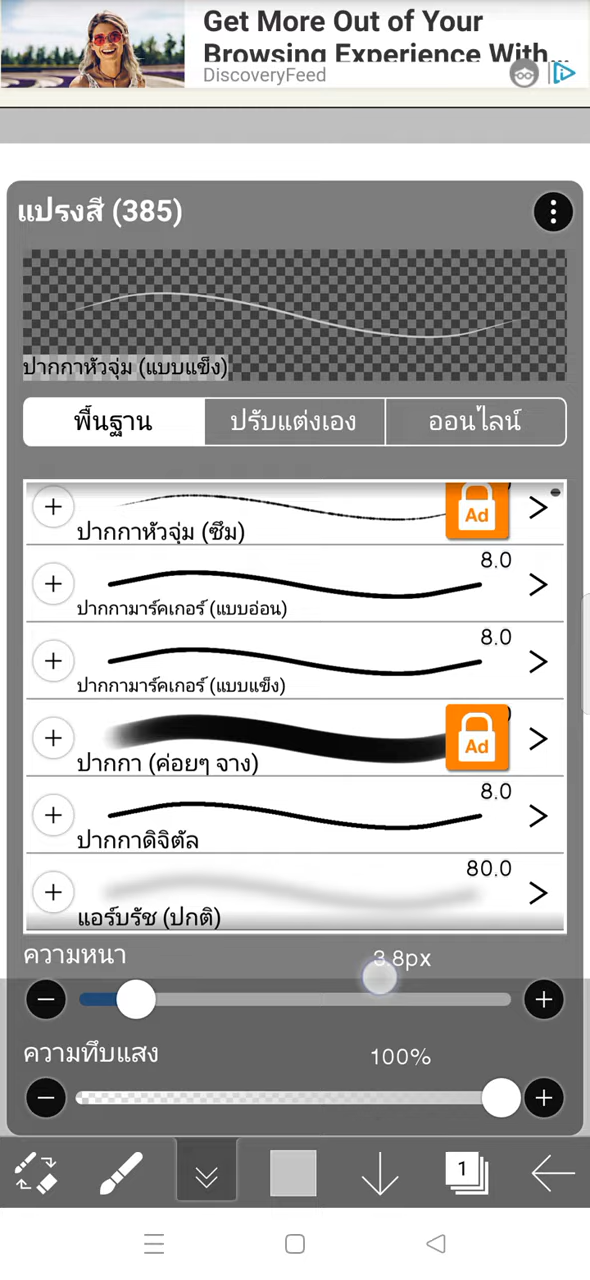 Get More Out of Your
Browsing Experience With...
DiscoveryFeed
แปรงสี (385)
ปากกาหัวจุ่ม (แบบแข็ง)
พื้นฐาน ปรับแต่งเอง ออนไลน์
Ad
ปากกาหัวจุ่ม (ซึม)
8.0
ปากกามาร์คเกอร์ (แบบอ่อน)
8.0
ปากกามาร์คเกอร์ (แบบแข็ง)
Ad
ปากกา (ค่อยๆ จาง)
8.0
ปากกาดิจิตัล
80.0
แอร์บรัช (ปกติ)
ความหนา 3.8px
ความทึบแสง 100%
1